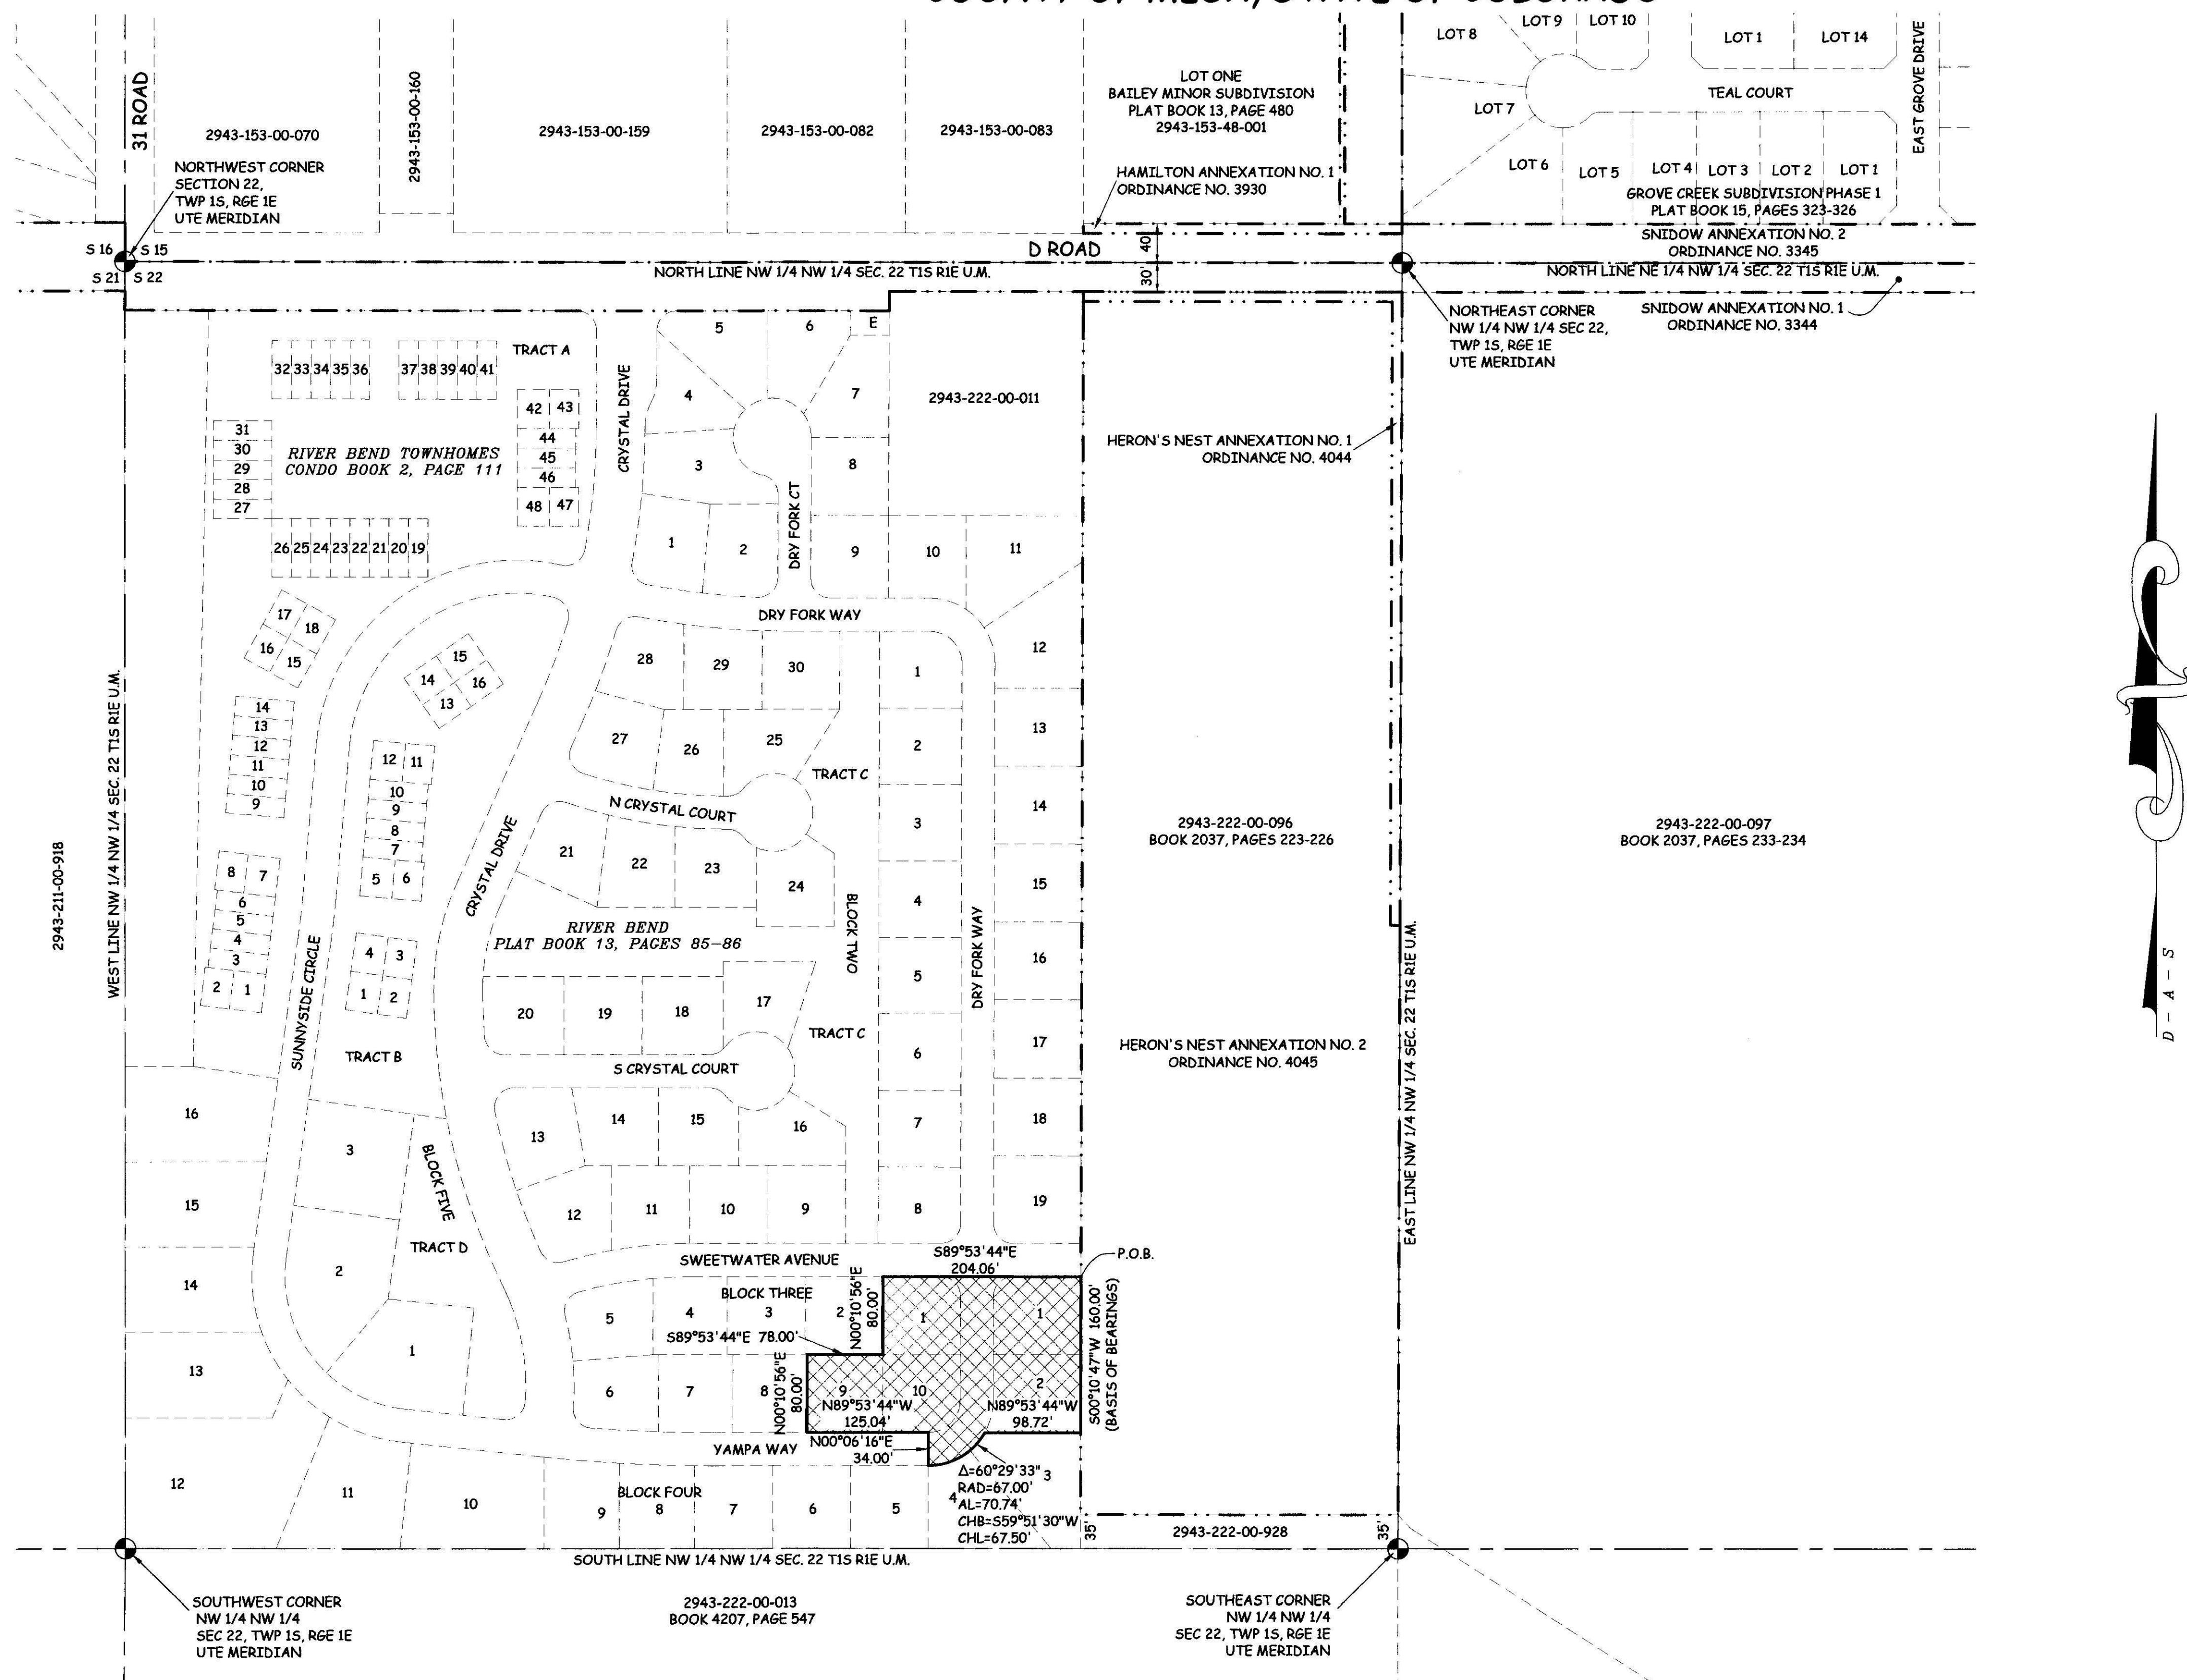 31 ROAD
2943-153-00-070
2943-153-00-160
2943-153-00-159
2943-153-00-082
2943-153-00-083
LOT ONE
BAILEY MINOR SUBDIVISION
PLAT BOOK 13, PAGE 480
2943-153-48-001
LOT 8
LOT 9
LOT 10
LOT 1
LOT 14
TEAL COURT
EAST GROVE DRIVE
LOT 7
LOT 6
LOT 5
LOT 4
LOT 3
LOT 2
LOT 1
GROVE CREEK SUBDIVISION PHASE 1
PLAT BOOK 15, PAGES 323-326
NORTHWEST CORNER
SECTION 22,
TWP 1S, RGE 1E
UTE MERIDIAN
HAMILTON ANNEXATION NO. 1
ORDINANCE NO. 3930
S 16
S 15
S 21
S 22
D ROAD
40'
30'
NORTH LINE NW 1/4 NW 1/4 SEC. 22 T1S R1E U.M.
SNIDOW ANNEXATION NO. 2
ORDINANCE NO. 3345
NORTH LINE NE 1/4 NW 1/4 SEC. 22 T1S R1E U.M.
SNIDOW ANNEXATION NO. 1
ORDINANCE NO. 3344
NORTHEAST CORNER
NW 1/4 NW 1/4 SEC 22,
TWP 1S, RGE 1E
UTE MERIDIAN
TRACT A
32 33 34 35 36
37 38 39 40 41
42 43
44
45
46
48 47
31
30
29
28
27
RIVER BEND TOWNHOMES
CONDO BOOK 2, PAGE 111
26 25 24 23 22 21 20 19
CRYSTAL DRIVE
5
6
E
4
7
3
8
1
2
DRY FORK CT
9
10
11
2943-222-00-011
HERON'S NEST ANNEXATION NO. 1
ORDINANCE NO. 4044
DRY FORK WAY
17
18
16
15
15
14
16
13
28
29
30
1
12
27
26
25
2
13
TRACT C
14
13
12
11
10
9
12 11
10
9
8
7
5 6
N CRYSTAL COURT
3
14
21
22
23
24
4
15
CRYSTAL DRIVE
BLOCK TWO
DRY FORK WAY
2943-222-00-096
BOOK 2037, PAGES 223-226
2943-222-00-097
BOOK 2037, PAGES 233-234
2943-211-00-918
WEST LINE NW 1/4 NW 1/4 SEC. 22 T1S R1E U.M.
8 7
6
5
4
3
2 1
SUNNYSIDE CIRCLE
4 3
1 2
RIVER BEND
PLAT BOOK 13, PAGES 85-86
5
16
20
19
18
17
TRACT C
6
17
TRACT B
S CRYSTAL COURT
HERON'S NEST ANNEXATION NO. 2
ORDINANCE NO. 4045
EAST LINE NW 1/4 NW 1/4 SEC. 22 T1S R1E U.M.
D - A - S
16
3
13
14
15
16
7
18
BLOCK FIVE
15
12
11
10
9
8
19
TRACT D
14
2
SWEETWATER AVENUE
S89°53'44"E
204.06'
P.O.B.
BLOCK THREE
5
4
3
2
N00°10'56"E
80.00'
1
1
S00°10'47"W 160.00'
(BASIS OF BEARINGS)
S89°53'44"E 78.00'
13
1
6
7
8
N00°10'56"E
80.00'
9
10
2
N89°53'44"W
125.04'
N89°53'44"W
98.72'
YAMPA WAY
N00°06'16"E
34.00'
Δ=60°29'33"
RAD=67.00'
AL=70.74'
CHB=S59°51'30"W
CHL=67.50'
3
4
12
11
10
BLOCK FOUR
9
8
7
6
5
35'
2943-222-00-928
35'
SOUTH LINE NW 1/4 NW 1/4 SEC. 22 T1S R1E U.M.
SOUTHWEST CORNER
NW 1/4 NW 1/4
SEC 22, TWP 1S, RGE 1E
UTE MERIDIAN
2943-222-00-013
BOOK 4207, PAGE 547
SOUTHEAST CORNER
NW 1/4 NW 1/4
SEC 22, TWP 1S, RGE 1E
UTE MERIDIAN